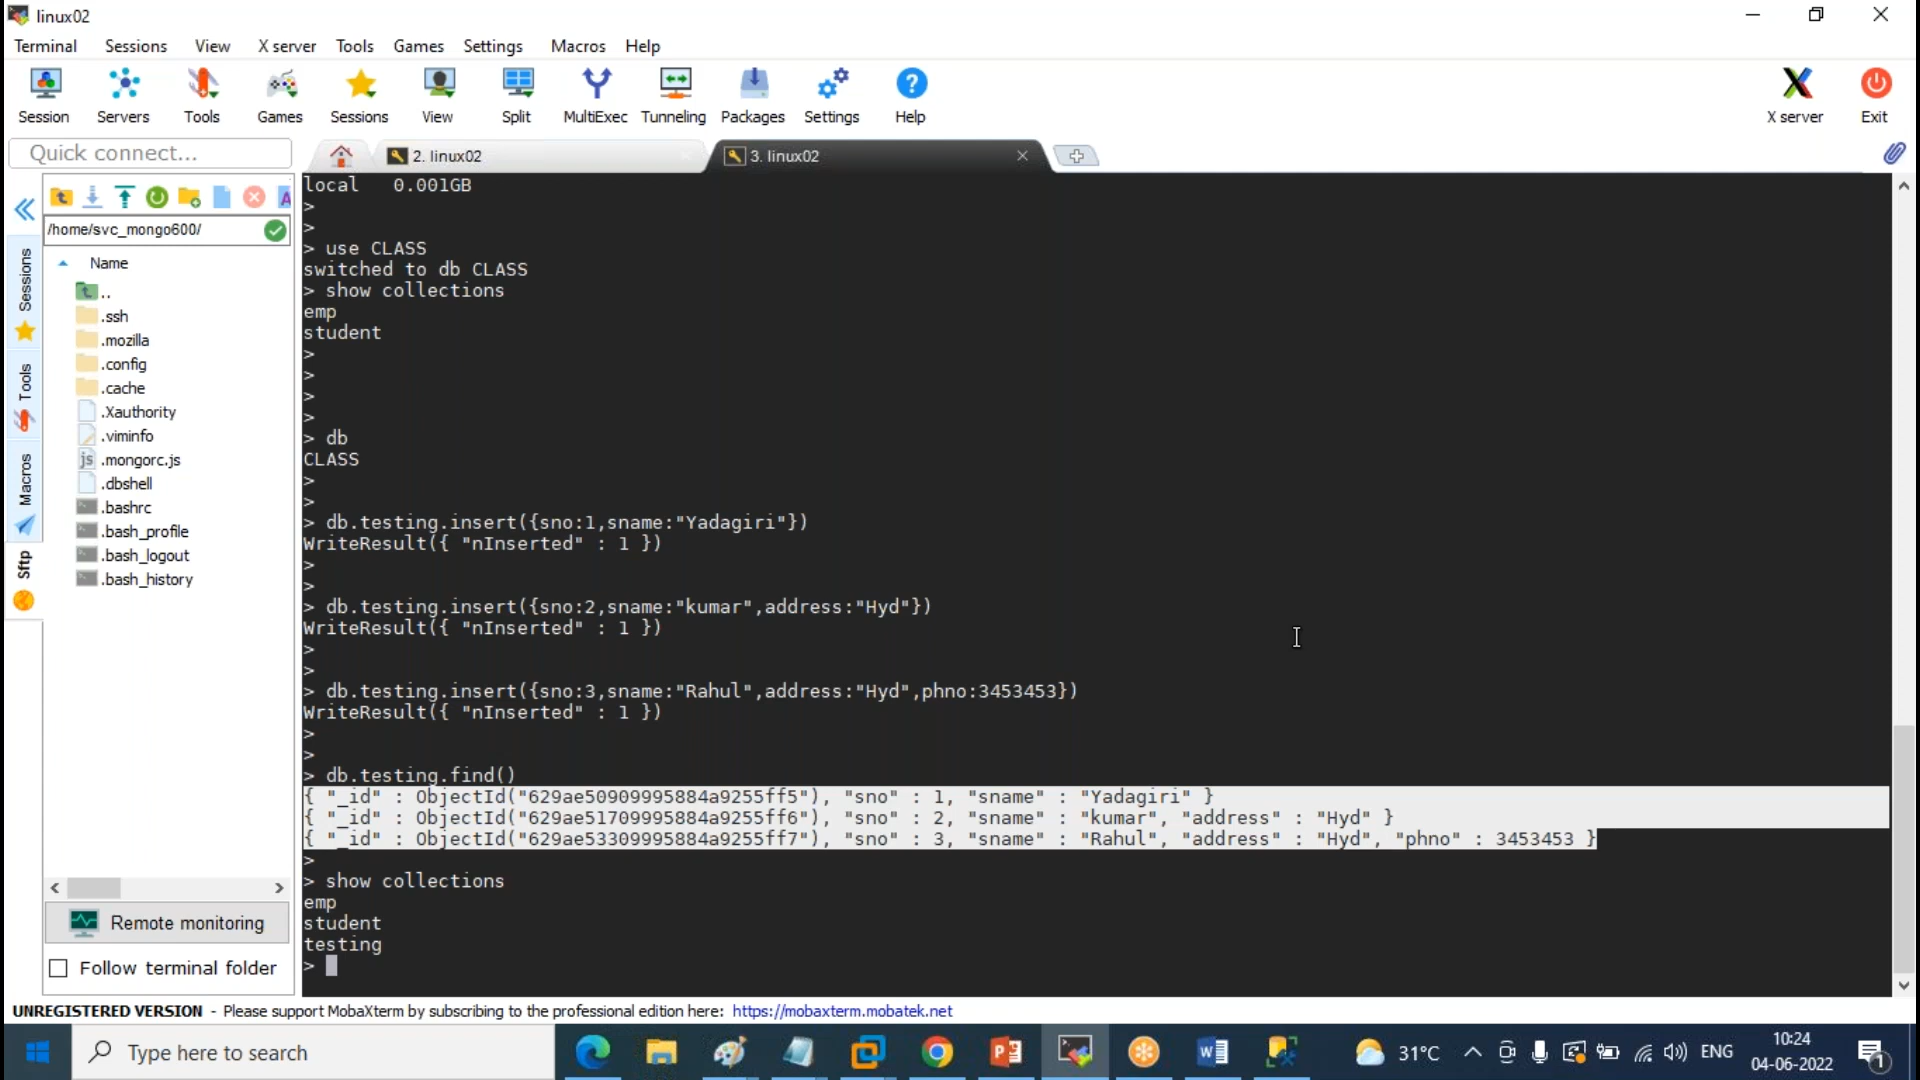 linux02
Terminal Sessions View X server Tools Games Settings Macros Help
Session Servers Tools Games Sessions View Split MultiExec Tunneling Packages Settings Help X server Exit
Quick connect...
2. linux02
3. linux02
/home/svc_mongo600/
Name
..
.ssh
.mozilla
.config
.cache
.Xauthority
.viminfo
.mongorc.js
.dbshell
.bashrc
.bash_profile
.bash_logout
.bash_history
Sessions
Tools
Macros
Sftp
Remote monitoring
Follow terminal folder
local   0.001GB
>
>
> use CLASS
switched to db CLASS
> show collections
emp
student
>
>
>
>
> db
CLASS
>
>
> db.testing.insert({sno:1,sname:"Yadagiri"})
WriteResult({ "nInserted" : 1 })
>
>
> db.testing.insert({sno:2,sname:"kumar",address:"Hyd"})
WriteResult({ "nInserted" : 1 })
>
>
> db.testing.insert({sno:3,sname:"Rahul",address:"Hyd",phno:3453453})
WriteResult({ "nInserted" : 1 })
>
>
> db.testing.find()
{ "_id" : ObjectId("629ae50909995884a9255ff5"), "sno" : 1, "sname" : "Yadagiri" }
{ "_id" : ObjectId("629ae51709995884a9255ff6"), "sno" : 2, "sname" : "kumar", "address" : "Hyd" }
{ "_id" : ObjectId("629ae53309995884a9255ff7"), "sno" : 3, "sname" : "Rahul", "address" : "Hyd", "phno" : 3453453 }
>
> show collections
emp
student
testing
>
UNREGISTERED VERSION - Please support MobaXterm by subscribing to the professional edition here: https://mobaxterm.mobatek.net
Type here to search
31°C
ENG
10:24
04-06-2022
1